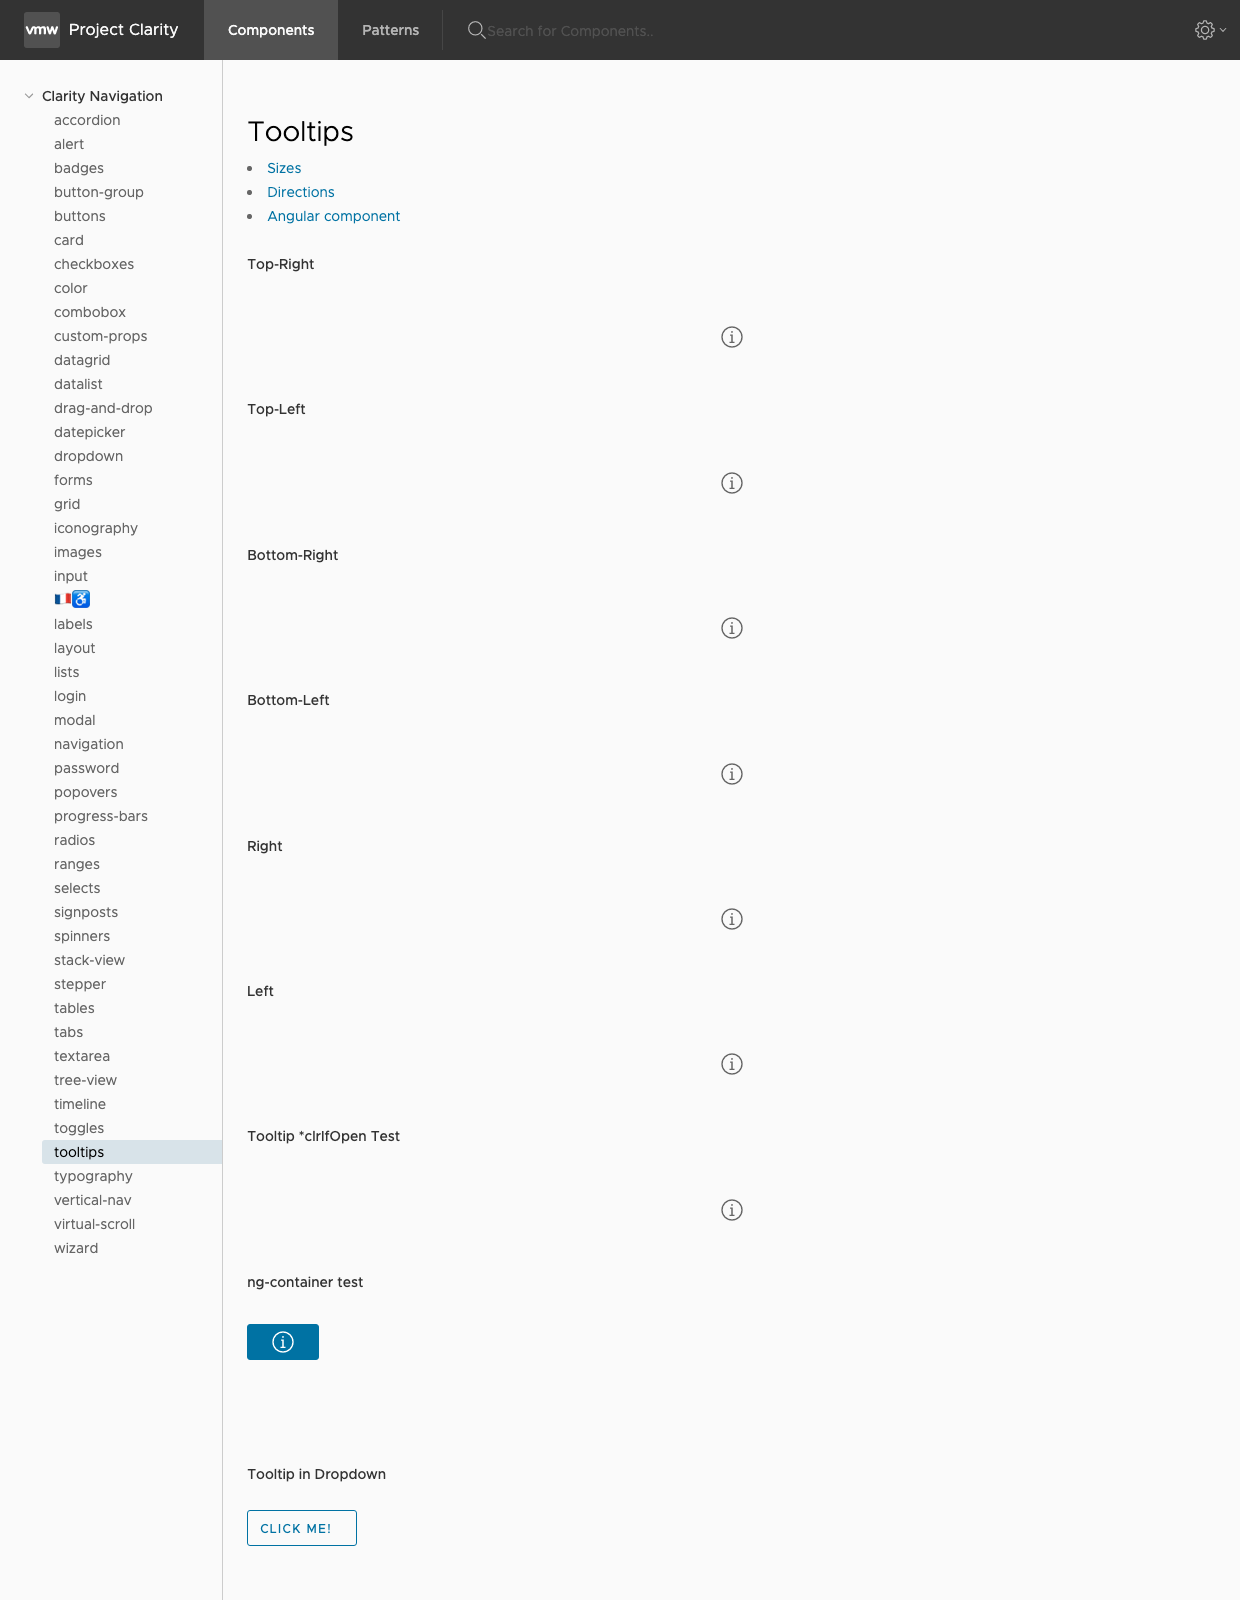 vmw Project Clarity Components Patterns Search for Components..
Clarity Navigation
accordion
alert
badges
button-group
buttons
card
checkboxes
color
combobox
custom-props
datagrid
datalist
drag-and-drop
datepicker
dropdown
forms
grid
iconography
images
input
🇫🇷♿
labels
layout
lists
login
modal
navigation
password
popovers
progress-bars
radios
ranges
selects
signposts
spinners
stack-view
stepper
tables
tabs
textarea
tree-view
timeline
toggles
tooltips
typography
vertical-nav
virtual-scroll
wizard
Tooltips
Sizes
Directions
Angular component
Top-Right
Top-Left
Bottom-Right
Bottom-Left
Right
Left
Tooltip *clrIfOpen Test
ng-container test
Tooltip in Dropdown
CLICK ME!